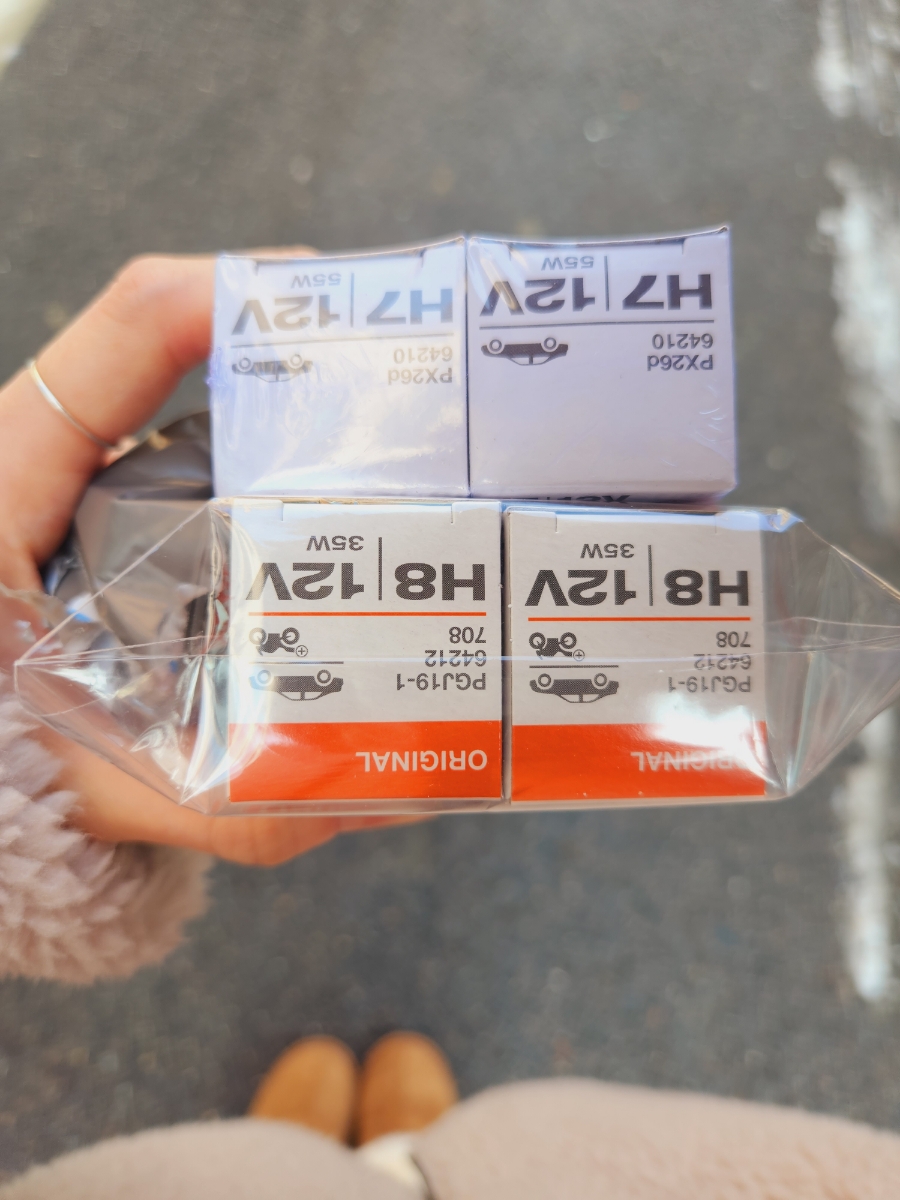 ORIGINAL
PGJ19-1
64212
708
H8 | 12V
35W
ORIGINAL
PGJ19-1
64212
708
H8 | 12V
35W
PX26d
64210
H7 | 12V
55W
PX26d
64210
H7 | 12V
55W